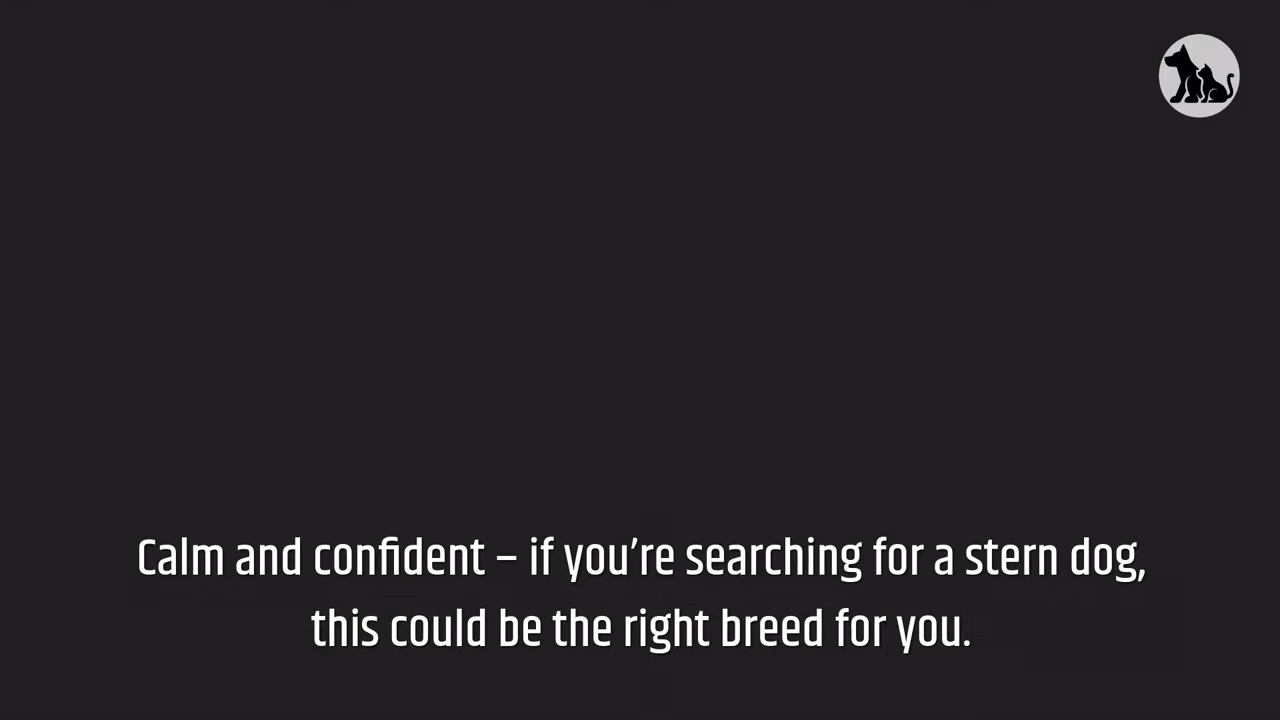 Calm and confident – if you’re searching for a stern dog,
this could be the right breed for you.